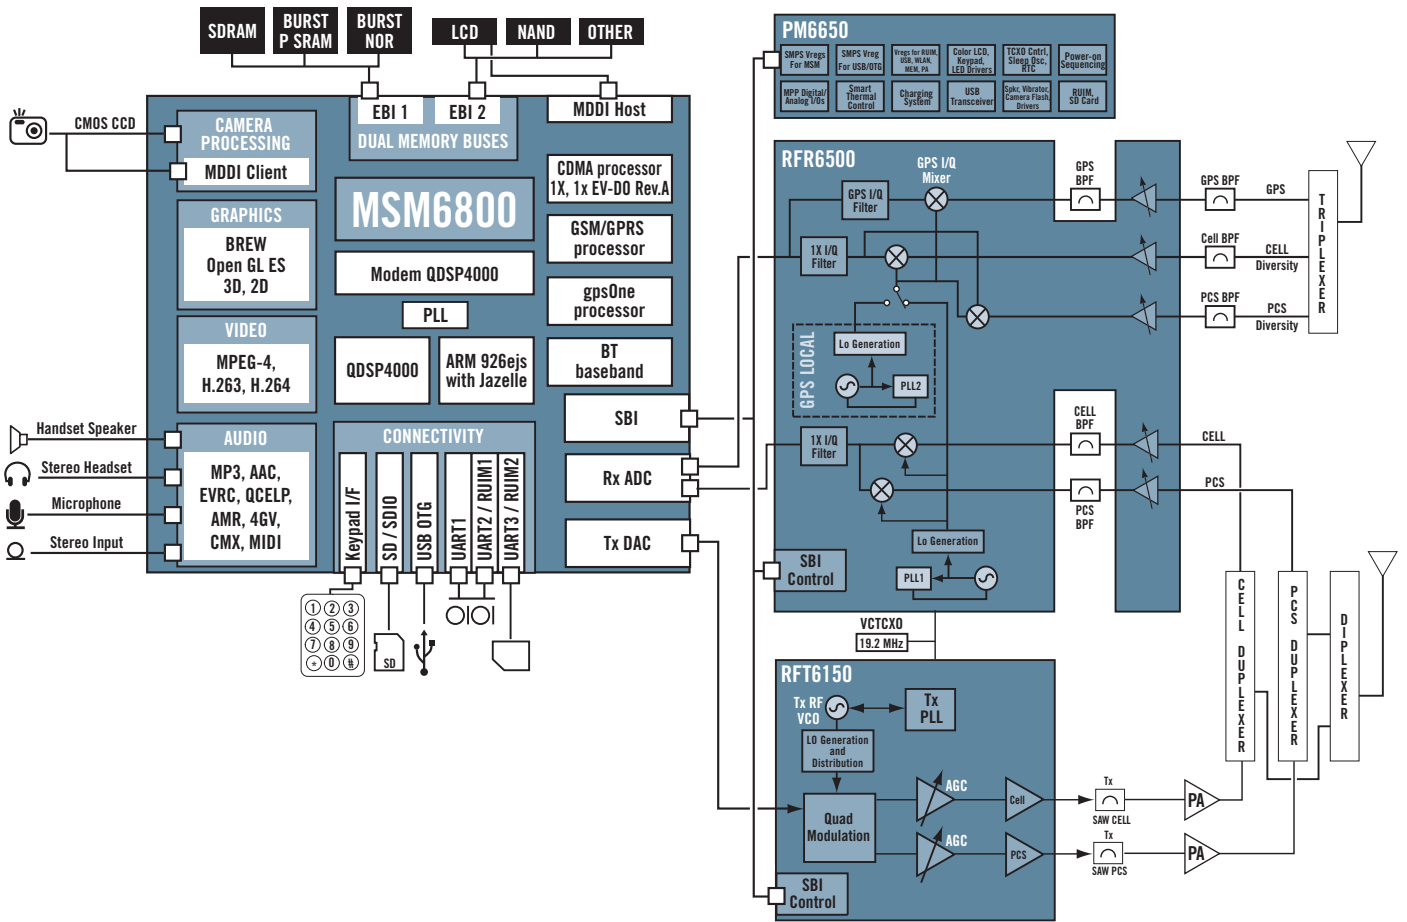 SDRAM
BURST
P SRAM
BURST
NOR
LCD
NAND
OTHER
CMOS CCD
CAMERA
PROCESSING
MDDI Client
EBI 1
EBI 2
DUAL MEMORY BUSES
MDDI Host
MSM6800
CDMA processor
1X, 1x EV-DO Rev.A
GSM/GPRS
processor
gpsOne
processor
BT
baseband
GRAPHICS
BREW
Open GL ES
3D, 2D
Modem QDSP4000
PLL
QDSP4000
ARM 926ejs
with Jazelle
VIDEO
MPEG-4,
H.263, H.264
SBI
Rx ADC
Tx DAC
Handset Speaker
Stereo Headset
Microphone
Stereo Input
AUDIO
MP3, AAC,
EVRC, QCELP,
AMR, 4GV,
CMX, MIDI
CONNECTIVITY
Keypad I/F
SD / SDIO
USB OTG
UART1
UART2 / RUIM1
UART3 / RUIM2
1 2 3
4 5 6
7 8 9
* 0 #
SD
PM6650
SMPS Vregs
For MSM
SMPS Vreg
For USB/OTG
Vregs for RUIM,
USB, WLAN,
MEM, PA
Color LCD,
Keypad,
LED Drivers
TCXO Cntrl,
Sleep Osc,
RTC
Power-on
Sequencing
MPP Digital/
Analog I/Os
Smart
Thermal
Control
Charging
System
USB
Transceiver
Spkr, Vibrator,
Camera Flash,
Drivers
RUIM,
SD Card
RFR6500
GPS I/Q
Mixer
GPS I/Q
Filter
GPS
BPF
GPS BPF
GPS
1X I/Q
Filter
Cell BPF
CELL
Diversity
PCS BPF
PCS
Diversity
TRIPLEXER
GPS LOCAL
Lo Generation
PLL2
1X I/Q
Filter
CELL
BPF
CELL
PCS
BPF
PCS
Lo Generation
PLL1
SBI
Control
VCTCXO
19.2 MHz
CELL DUPLEXER
PCS DUPLEXER
DIPLEXER
RFT6150
Tx RF
VCO
Tx
PLL
LO Generation
and
Distribution
Quad
Modulation
AGC
Cell
Tx
SAW CELL
PA
AGC
PCS
Tx
SAW PCS
PA
SBI
Control